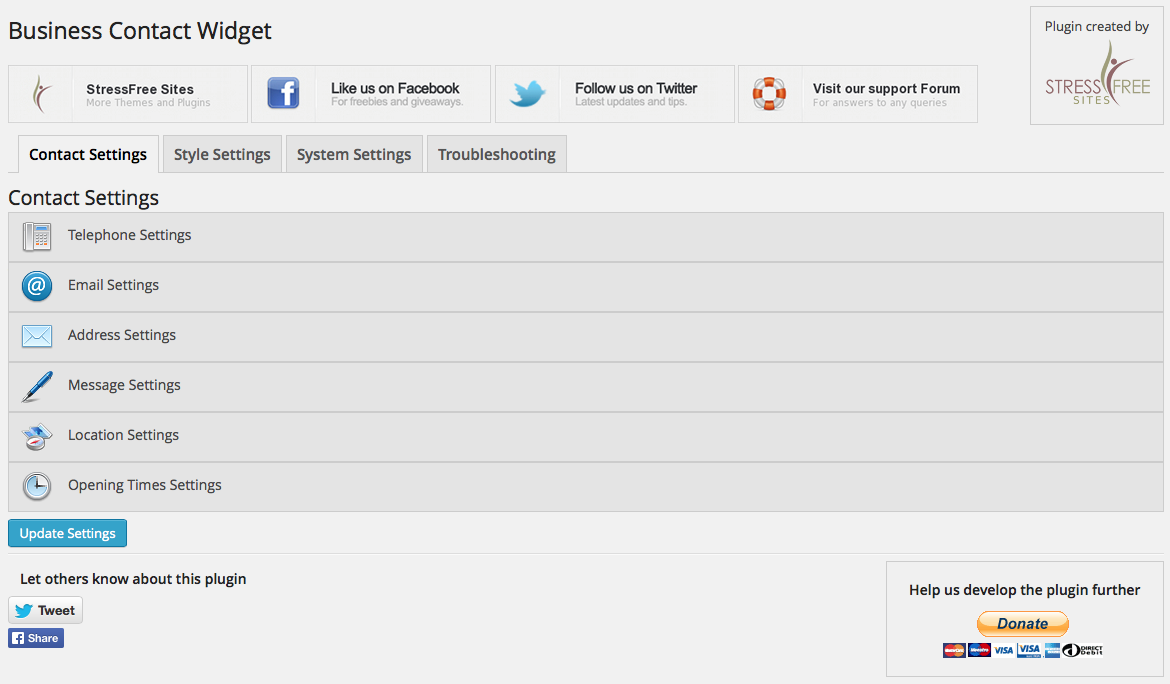 Business Contact Widget
Plugin created by
STRESS FREE
SITES
StressFree Sites
More Themes and Plugins
Like us on Facebook
For freebies and giveaways.
Follow us on Twitter
Latest updates and tips.
Visit our support Forum
For answers to any queries
Contact Settings
Style Settings
System Settings
Troubleshooting
Contact Settings
Telephone Settings
Email Settings
Address Settings
Message Settings
Location Settings
Opening Times Settings
Update Settings
Let others know about this plugin
Tweet
Share
Help us develop the plugin further
Donate
MasterCard
Maestro
VISA
VISA
DIRECT
Debit